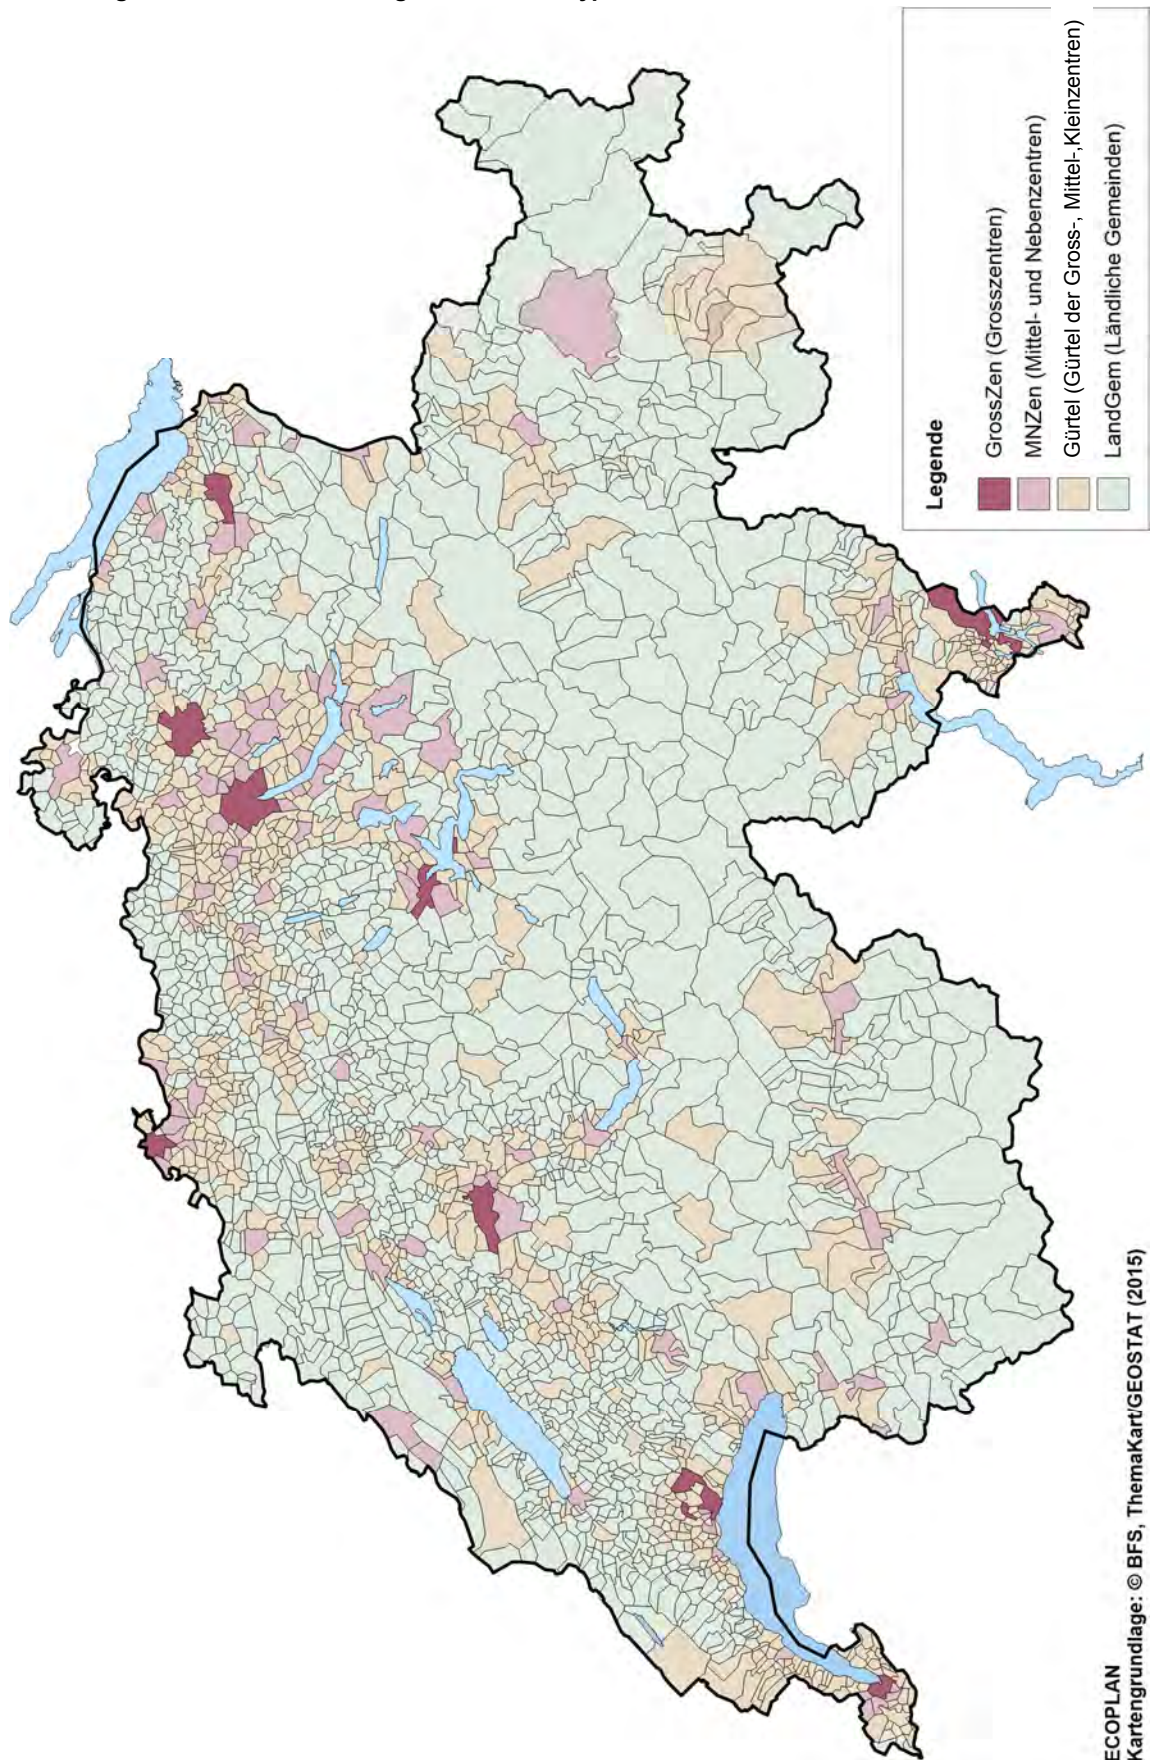 Legende
GrossZen (Grosszentren)
MNZen (Mittel- und Nebenzentren)
Gürtel (Gürtel der Gross-, Mittel-,Kleinzentren)
LandGem (Ländliche Gemeinden)
ECOPLAN
Kartengrundlage: © BFS, ThemaKart/GEOSTAT (2015)